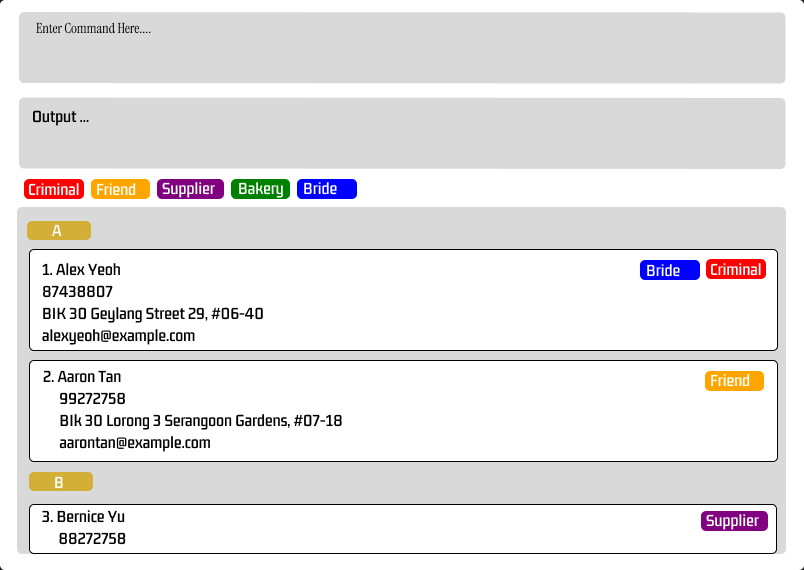 Enter Command Here....
Output ...
Criminal Friend Supplier Bakery Bride
A
1. Alex Yeoh Bride Criminal
87438807
BlK 30 Geylang Street 29, #06-40
alexyeoh@example.com
2. Aaron Tan Friend
99272758
Blk 30 Lorong 3 Serangoon Gardens, #07-18
aarontan@example.com
B
3. Bernice Yu Supplier
88272758